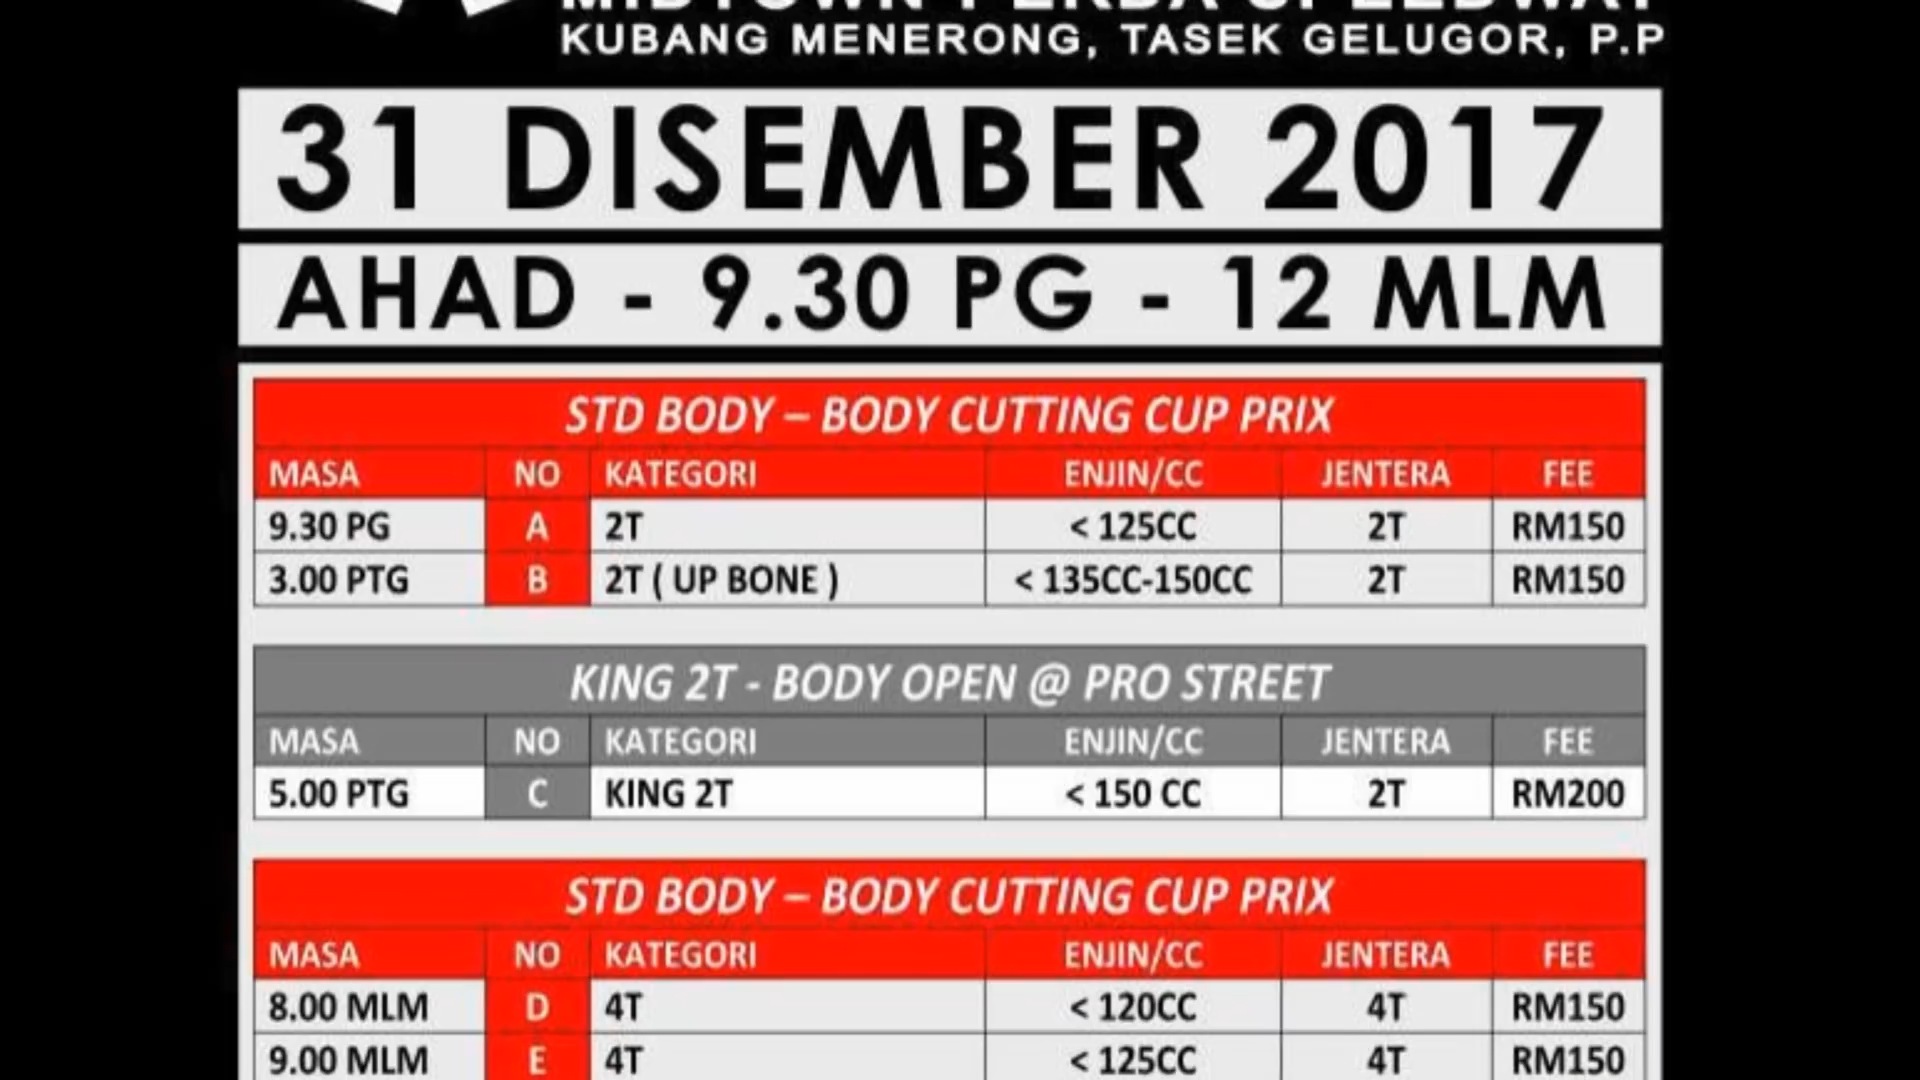 MIDTOWN PERDA SPEEDWAY
KUBANG MENERONG, TASEK GELUGOR, P.P
31 DISEMBER 2017
AHAD - 9.30 PG - 12 MLM
STD BODY – BODY CUTTING CUP PRIX
MASA NO KATEGORI ENJIN/CC JENTERA FEE
9.30 PG A 2T < 125CC 2T RM150
3.00 PTG B 2T ( UP BONE ) < 135CC-150CC 2T RM150
KING 2T - BODY OPEN @ PRO STREET
MASA NO KATEGORI ENJIN/CC JENTERA FEE
5.00 PTG C KING 2T < 150 CC 2T RM200
STD BODY – BODY CUTTING CUP PRIX
MASA NO KATEGORI ENJIN/CC JENTERA FEE
8.00 MLM D 4T < 120CC 4T RM150
9.00 MLM E 4T < 125CC 4T RM150